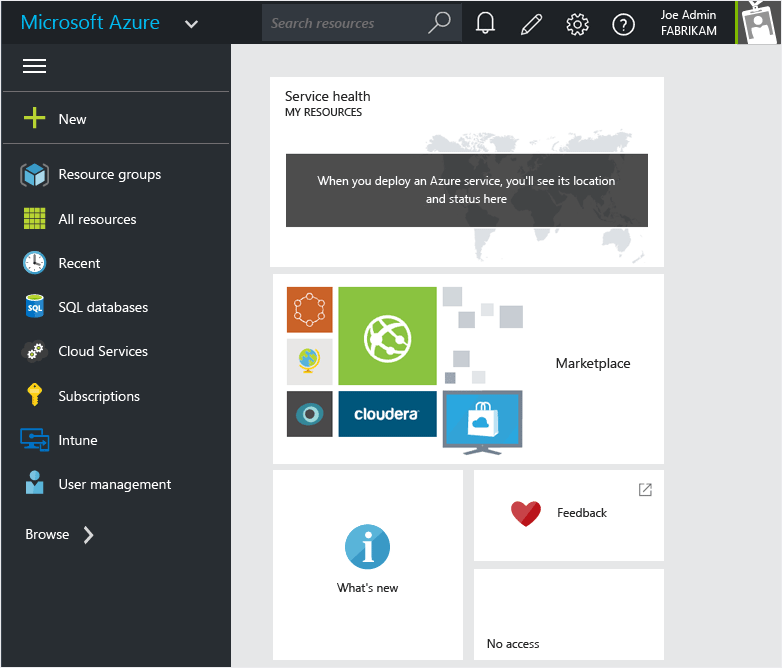 Microsoft Azure
Search resources
Joe Admin
FABRIKAM
New
Resource groups
All resources
Recent
SQL
SQL databases
Cloud Services
Subscriptions
Intune
User management
Browse
Service health
MY RESOURCES
When you deploy an Azure service, you'll see its location
and status here
Marketplace
cloudera
What's new
Feedback
No access